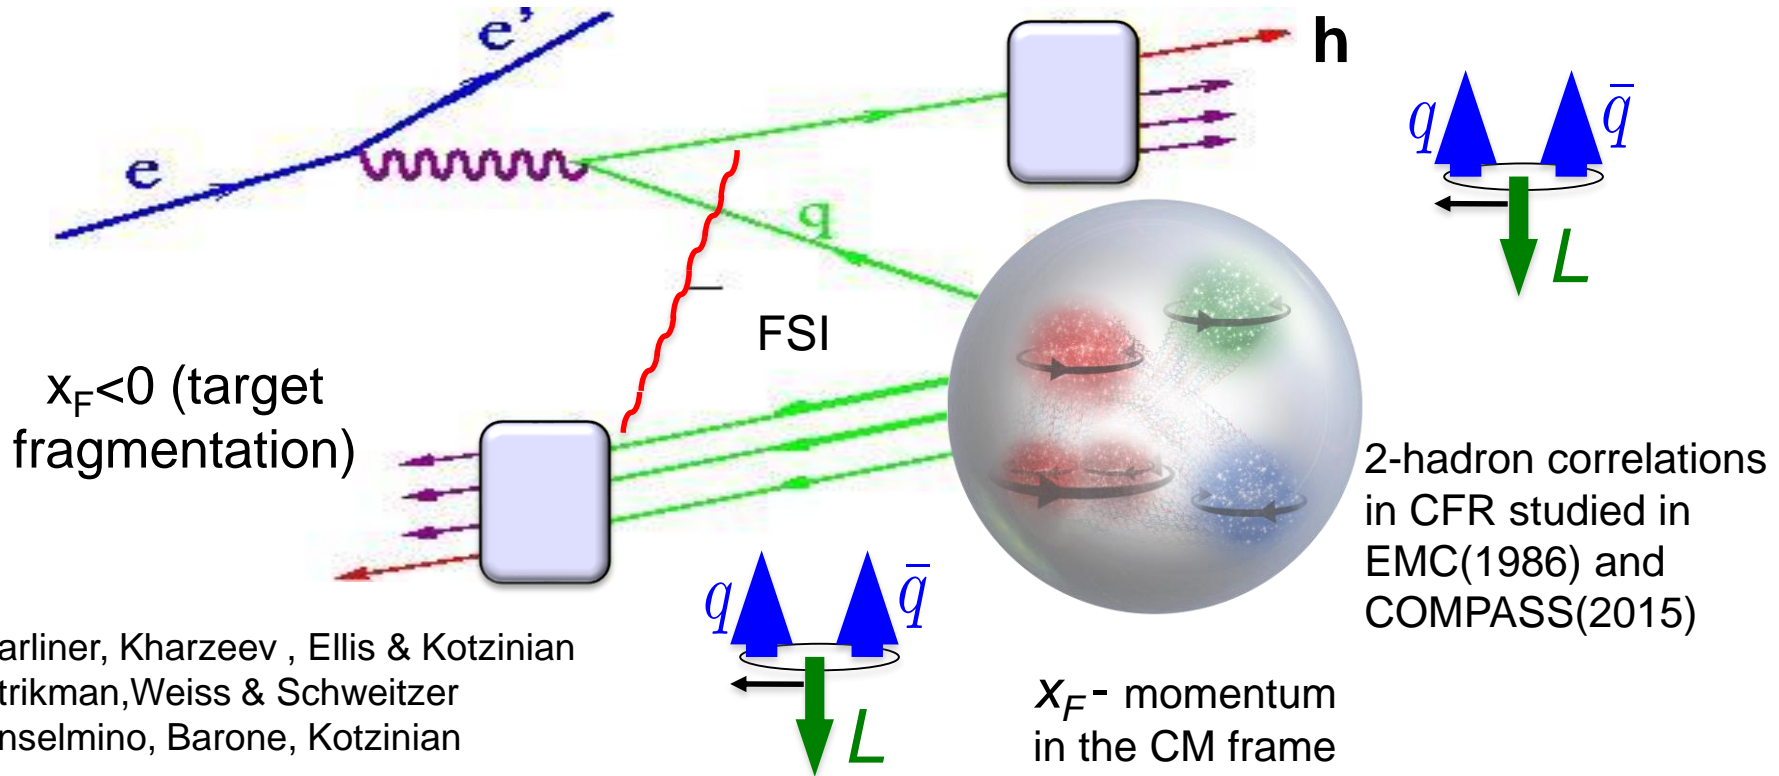 e'
h
e
q
q̄
q
L
FSI
x_F<0 (target
fragmentation)
2-hadron correlations
in CFR studied in
EMC(1986) and
COMPASS(2015)
q
q̄
L
arliner, Kharzeev , Ellis & Kotzinian
trikman,Weiss & Schweitzer
nselmino, Barone, Kotzinian
x_F - momentum
in the CM frame